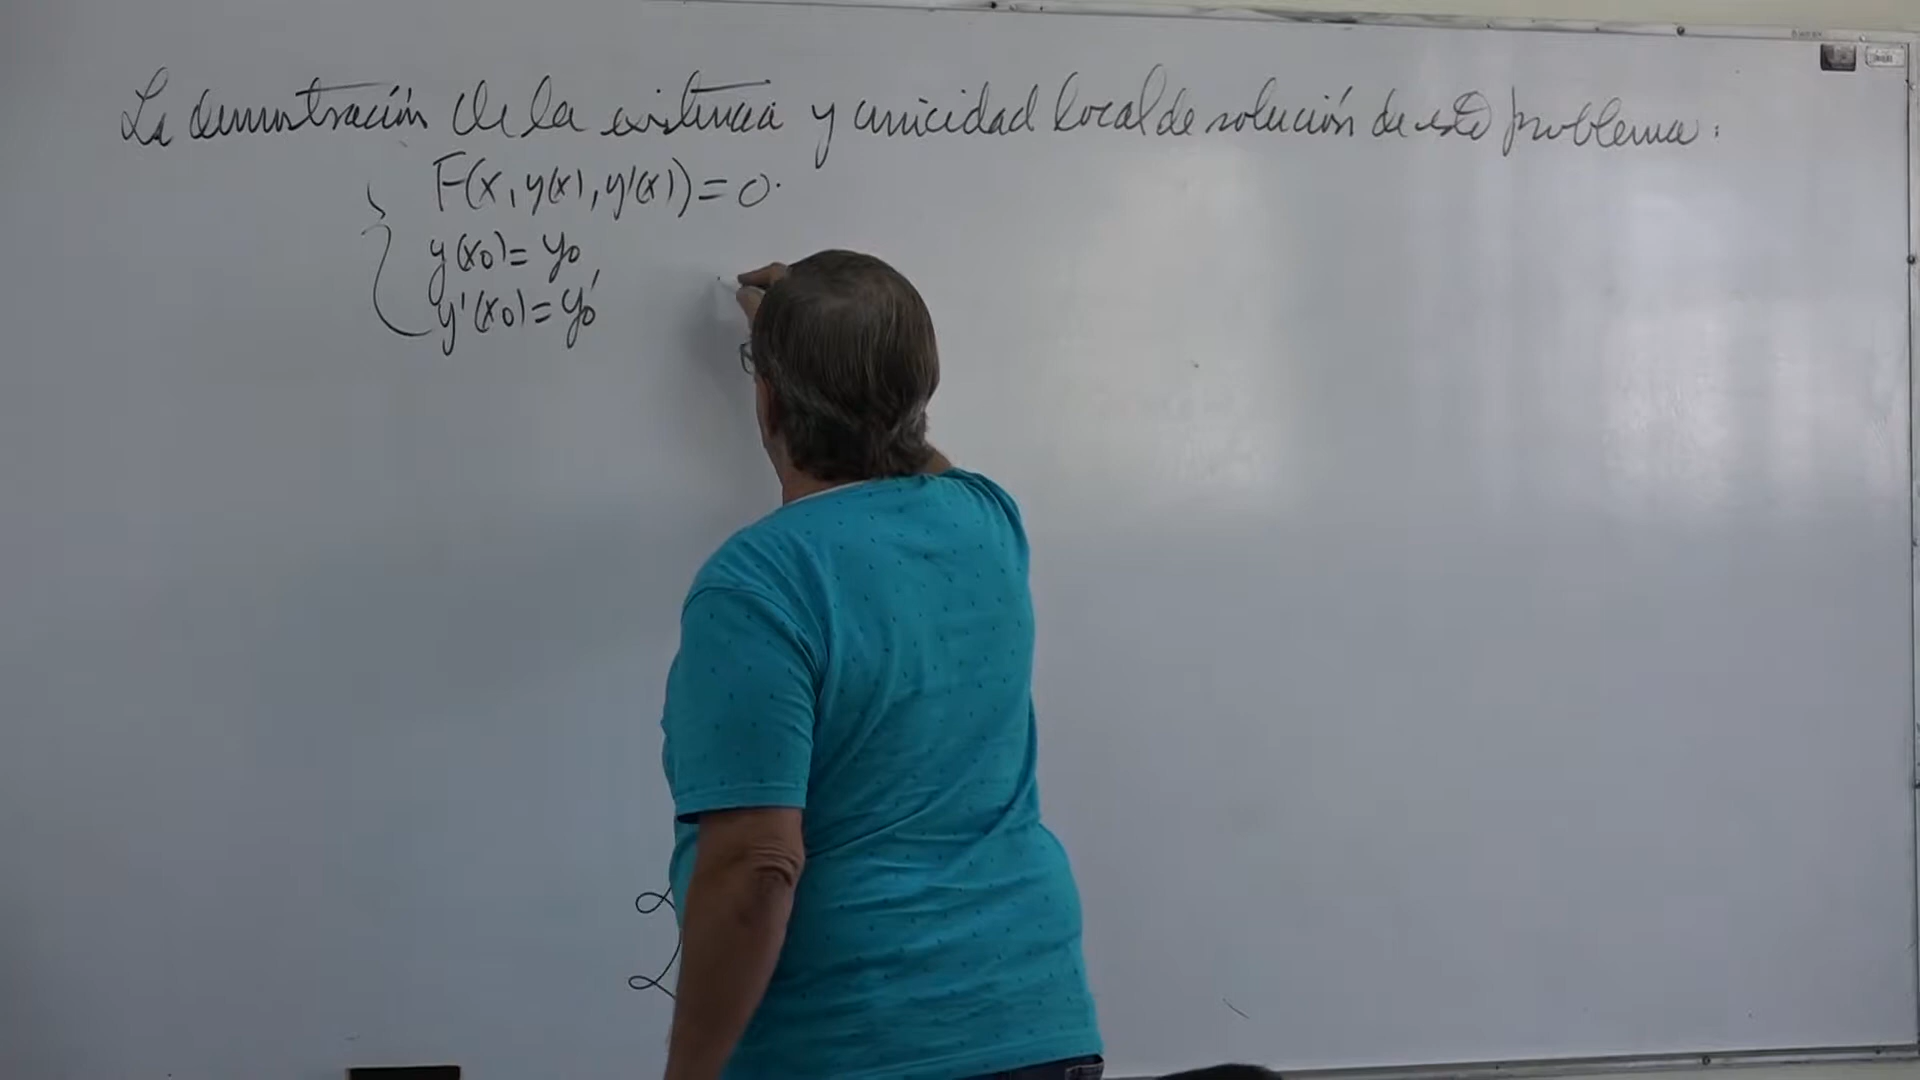 La demostración de la existencia y unicidad local de solución de este problema:
F(x, y(x), y'(x)) = 0.
y(x₀) = y₀
y'(x₀) = y₀'